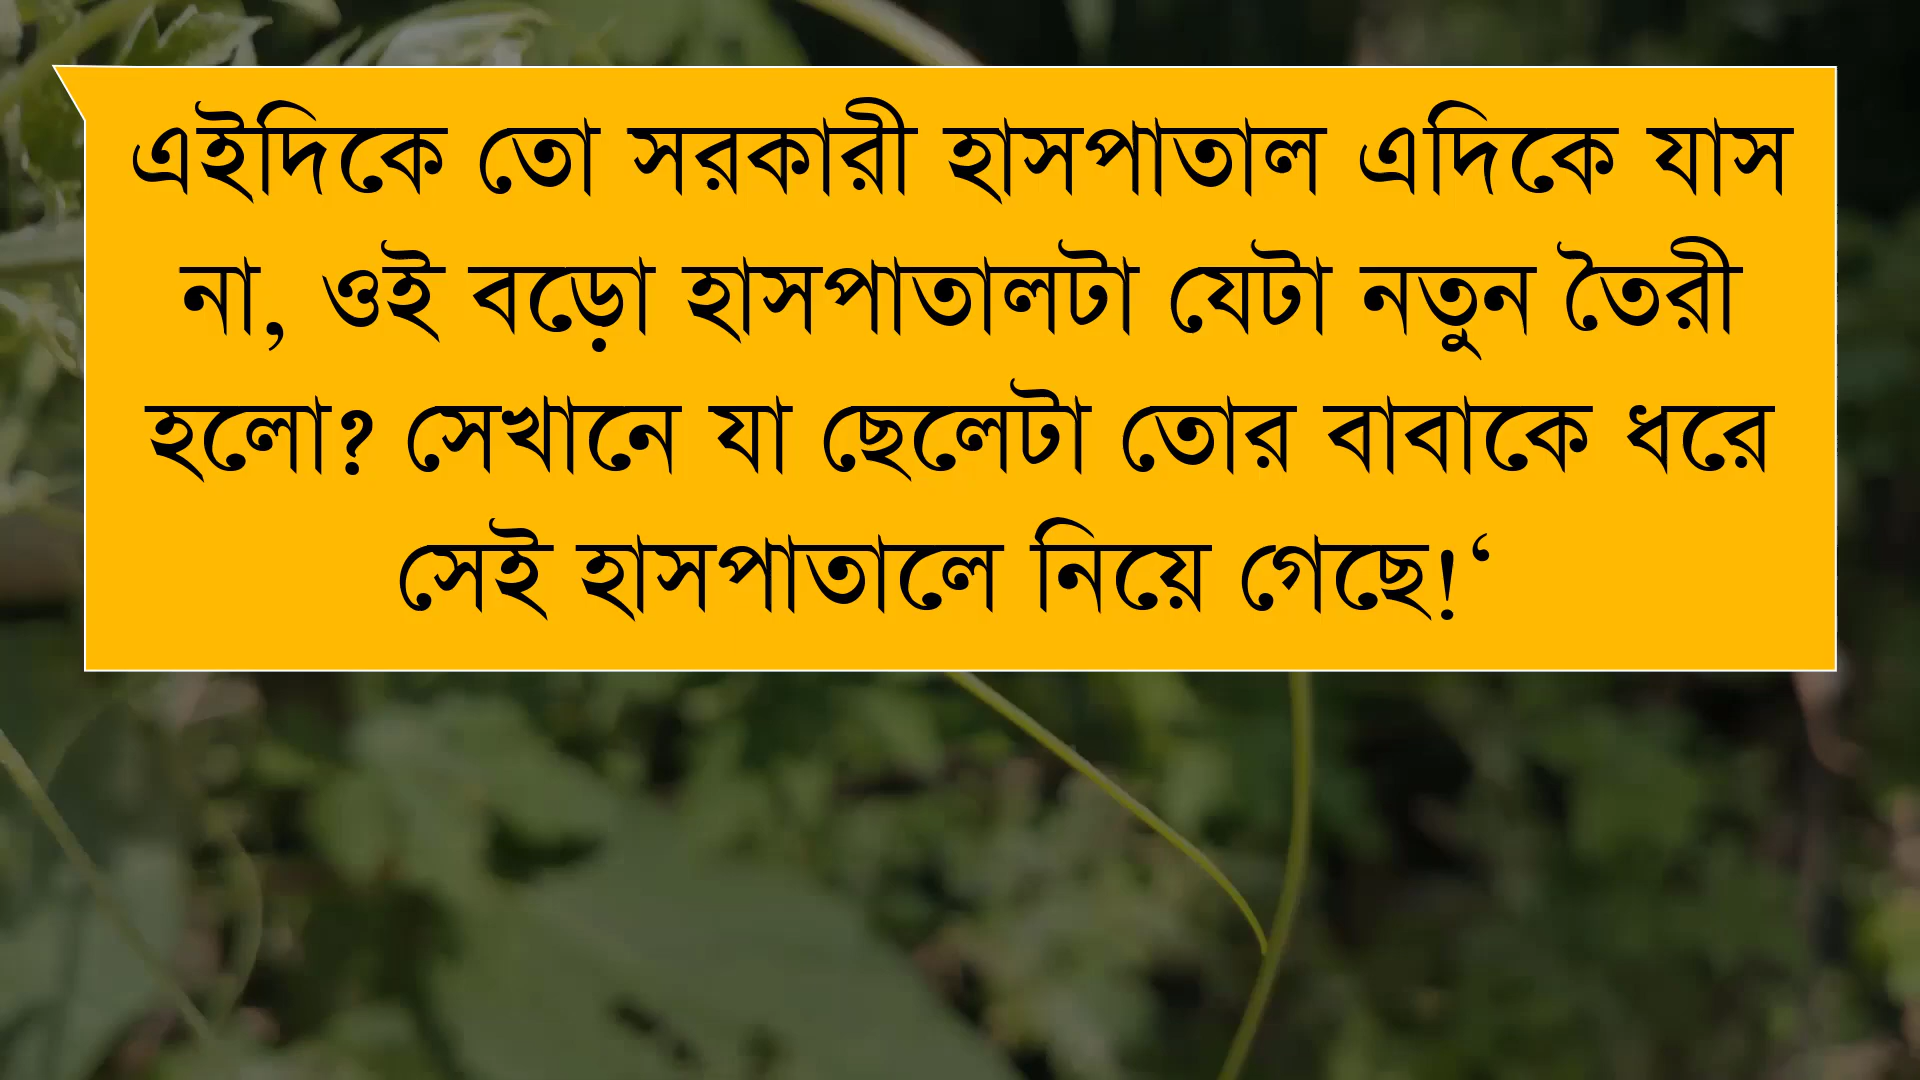 এইদিকে তো সরকারী হাসপাতাল এদিকে যাস
না, ওই বড়ো হাসপাতালটা যেটা নতুন তৈরী
হলো? সেখানে যা ছেলেটা তোর বাবাকে ধরে
সেই হাসপাতালে নিয়ে গেছে!‘